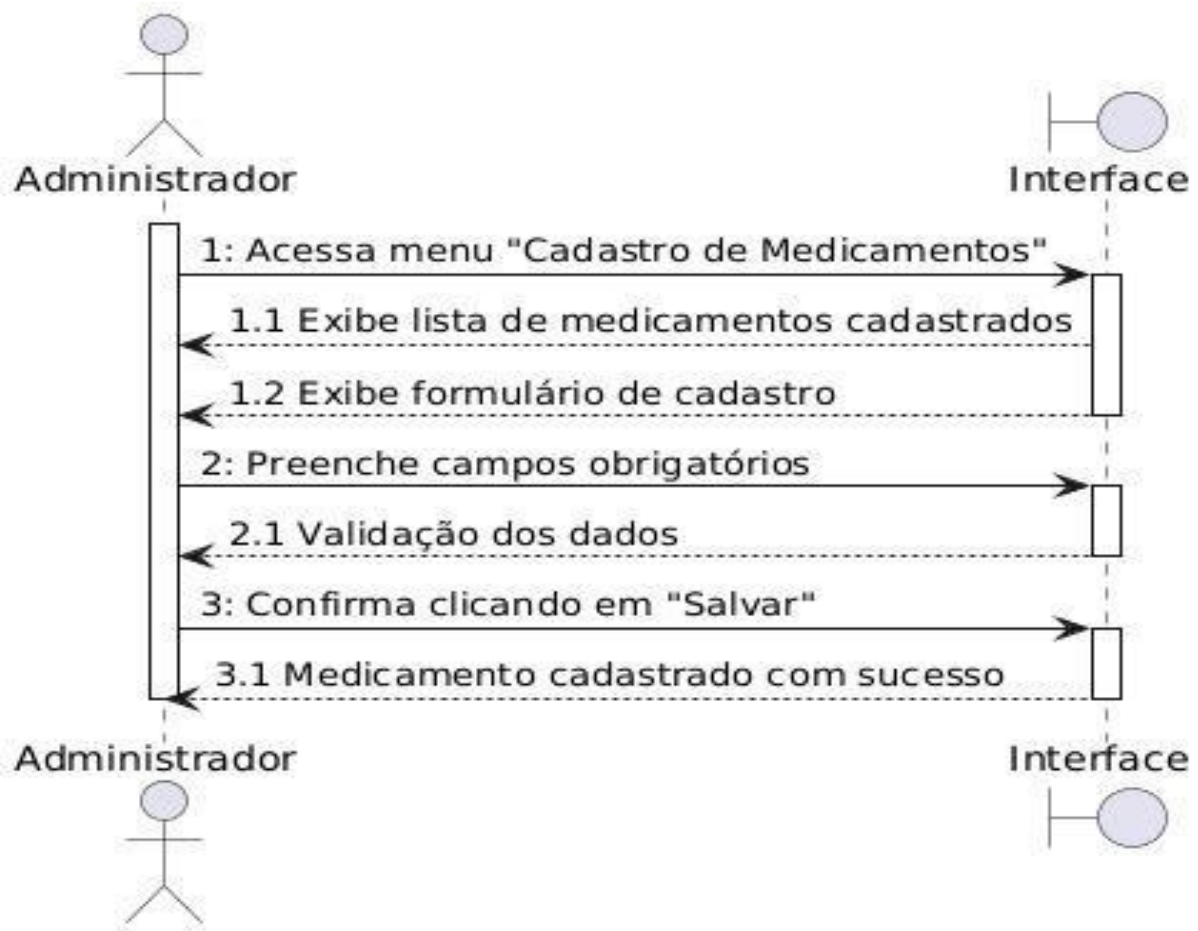 Administrador
Interface
1: Acessa menu "Cadastro de Medicamentos"
1.1 Exibe lista de medicamentos cadastrados
1.2 Exibe formulário de cadastro
2: Preenche campos obrigatórios
2.1 Validação dos dados
3: Confirma clicando em "Salvar"
3.1 Medicamento cadastrado com sucesso
Administrador
Interface